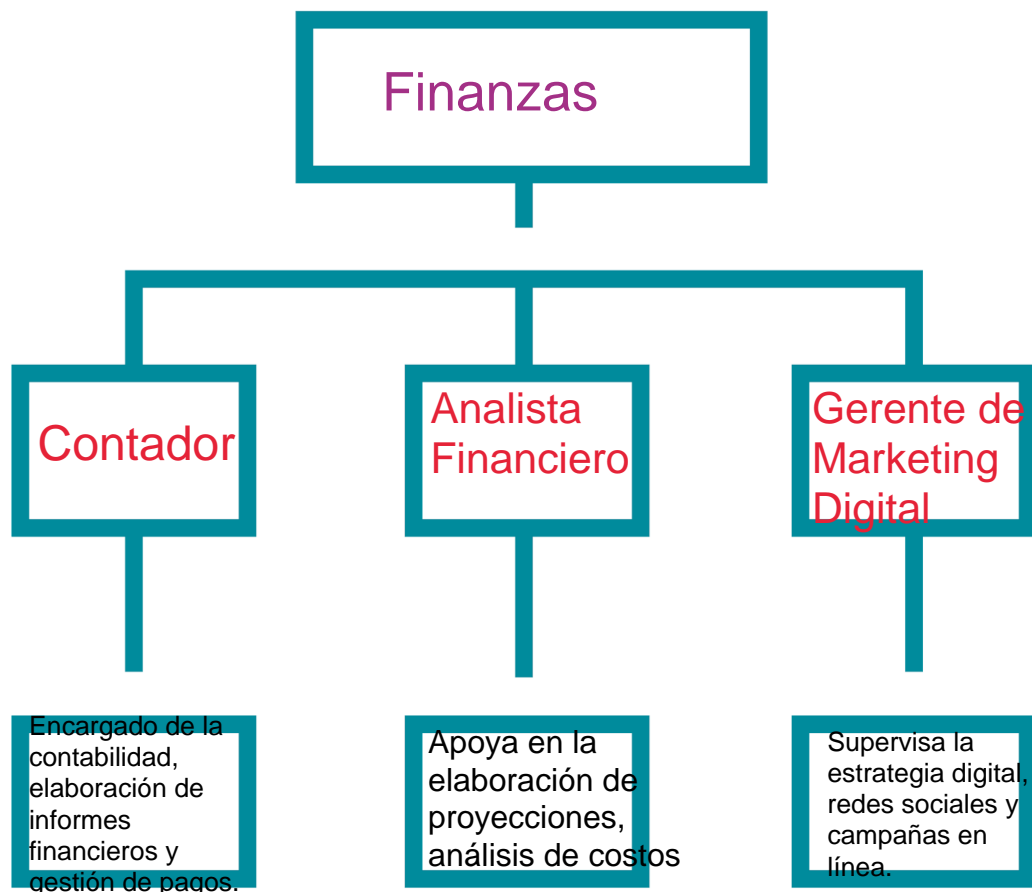 Finanzas
Contador
Analista
Financiero
Gerente de
Marketing
Digital
Encargado de la
contabilidad,
elaboración de
informes
financieros y
gestión de pagos.
Apoya en la
elaboración de
proyecciones,
análisis de costos
Supervisa la
estrategia digital,
redes sociales y
campañas en
línea.